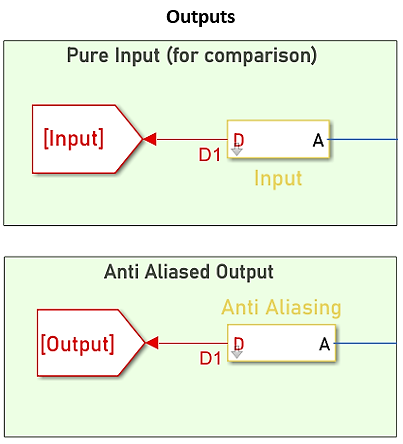 Outputs
Pure Input (for comparison)
[Input]
D
A
D1
Input
Anti Aliased Output
Anti Aliasing
[Output]
D
A
D1